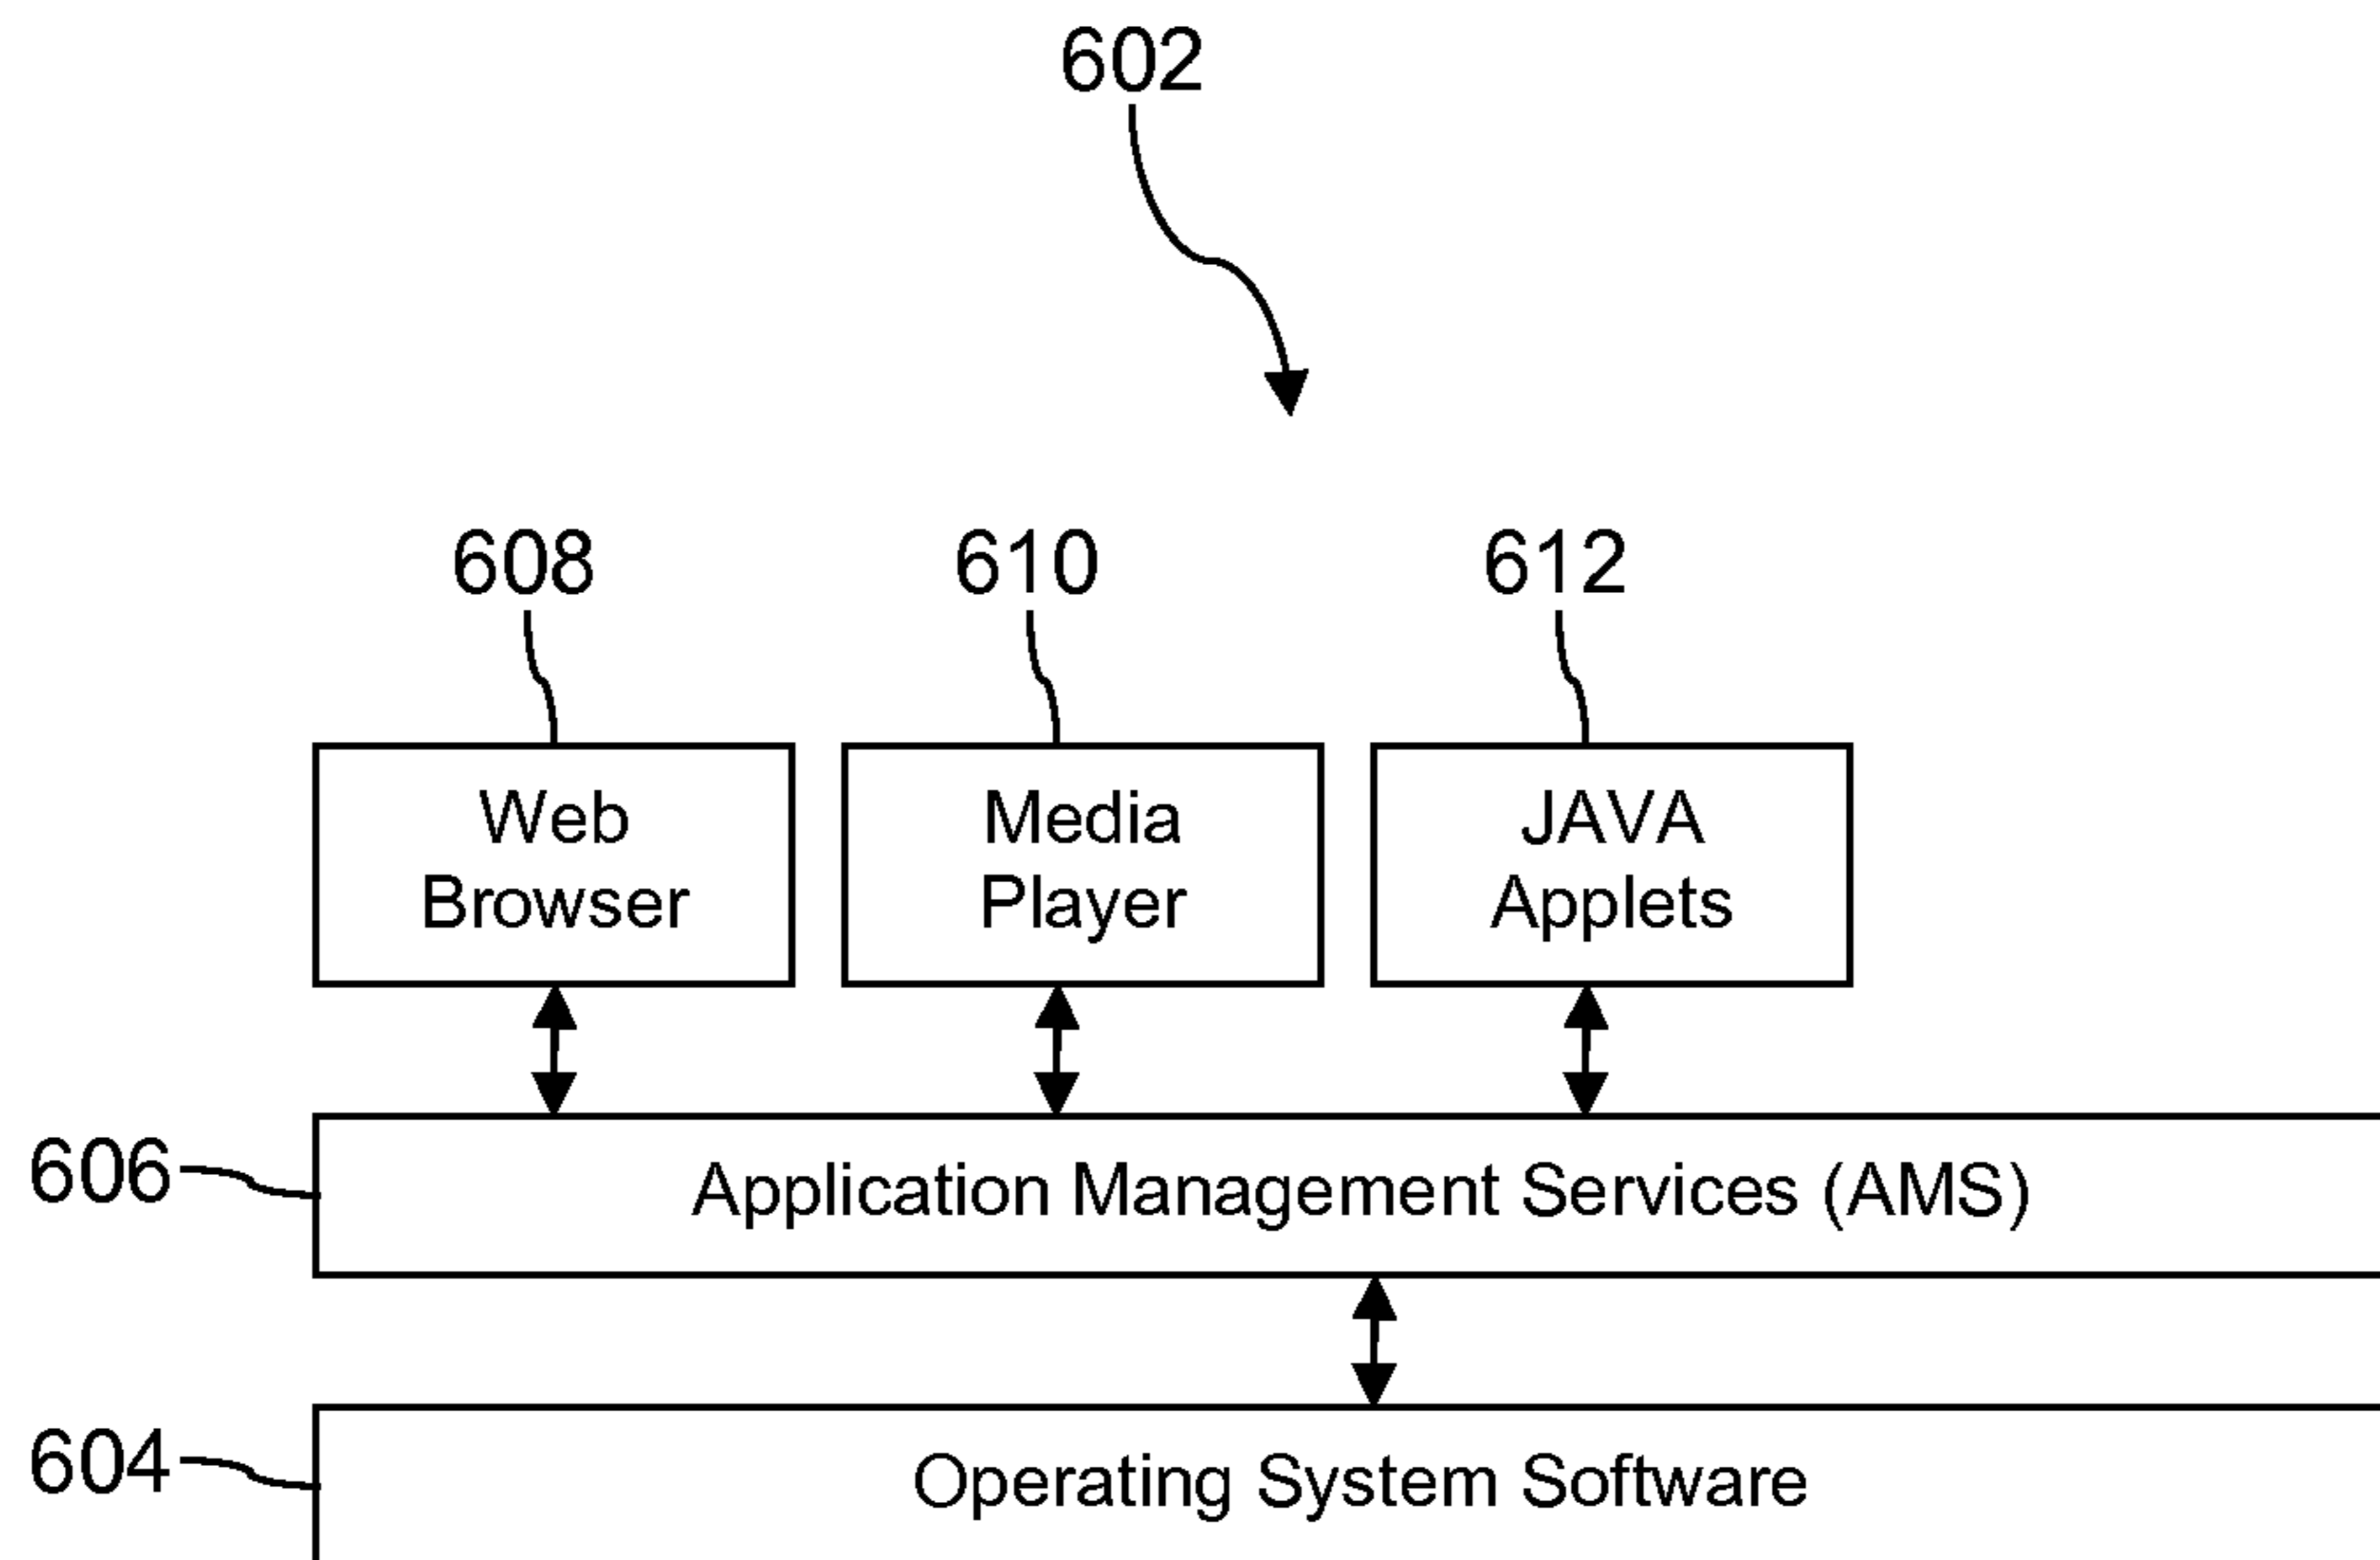 602
608
610
612
Web
Browser
Media
Player
JAVA
Applets
606
Application Management Services (AMS)
604
Operating System Software